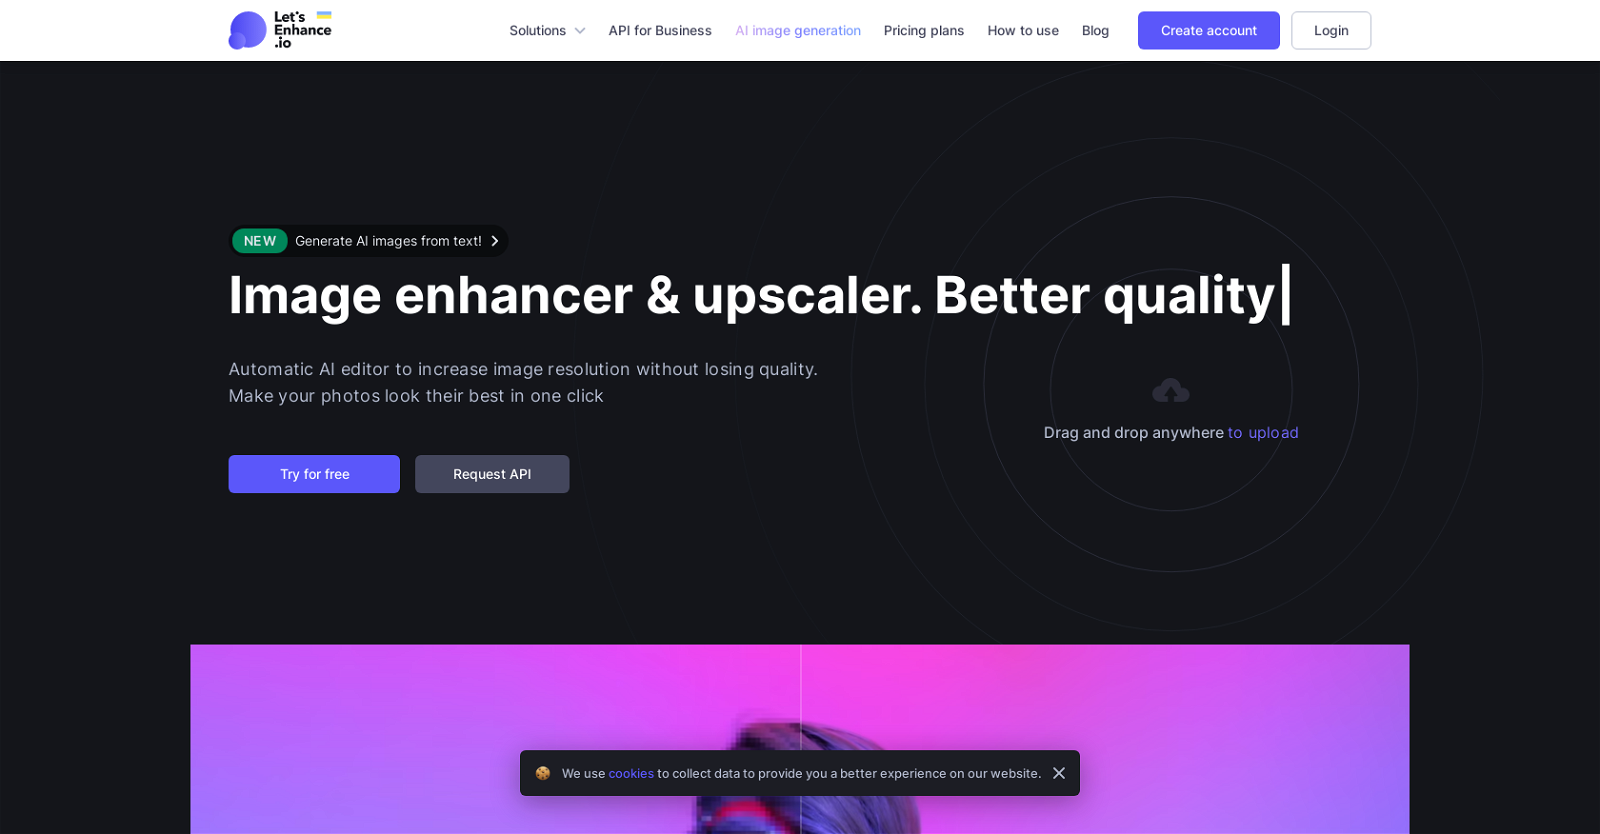 Let's
Enhance
.io
Solutions
API for Business
AI image generation
Pricing plans
How to use
Blog
Create account
Login
NEW
Generate AI images from text!
Image enhancer & upscaler. Better quality|
Automatic AI editor to increase image resolution without losing quality.
Make your photos look their best in one click
Drag and drop anywhere to upload
Try for free
Request API
We use cookies to collect data to provide you a better experience on our website.